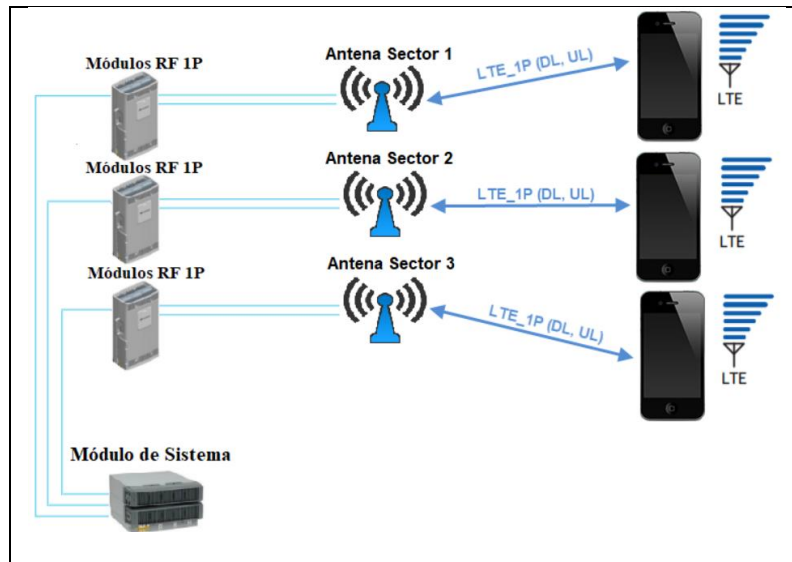 Módulos RF 1P
Antena Sector 1
LTE_1P (DL, UL)
LTE
Módulos RF 1P
Antena Sector 2
LTE_1P (DL, UL)
LTE
Módulos RF 1P
Antena Sector 3
LTE_1P (DL, UL)
LTE
Módulo de Sistema